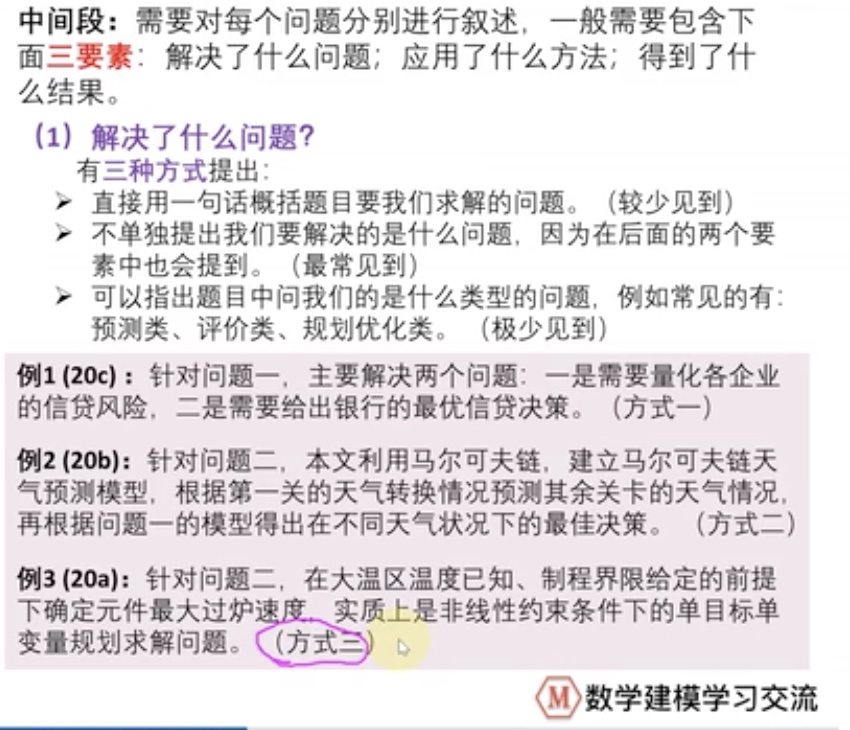 中间段：需要对每个问题分别进行叙述，一般需要包含下
面三要素：解决了什么问题；应用了什么方法；得到了什
么结果。
（1）解决了什么问题？
有三种方式提出：
➢ 直接用一句话概括题目要我们求解的问题。（较少见到）
➢ 不单独提出我们要解决的是什么问题，因为在后面的两个要
素中也会提到。（最常见到）
➢ 可以指出题目中问我们的是什么类型的问题，例如常见的有：
预测类、评价类、规划优化类。（极少见到）
例1 (20c)：针对问题一，主要解决两个问题：一是需要量化各企业
的信贷风险，二是需要给出银行的最优信贷决策。（方式一）
例2 (20b)：针对问题二，本文利用马尔可夫链，建立马尔可夫链天
气预测模型，根据第一关的天气转换情况预测其余关卡的天气情况，
再根据问题一的模型得出在不同天气状况下的最佳决策。（方式二）
例3 (20a)：针对问题二，在大温区温度已知、制程界限给定的前提
下确定元件最大过炉速度，实质上是非线性约束条件下的单目标单
变量规划求解问题。（方式三）
M 数学建模学习交流